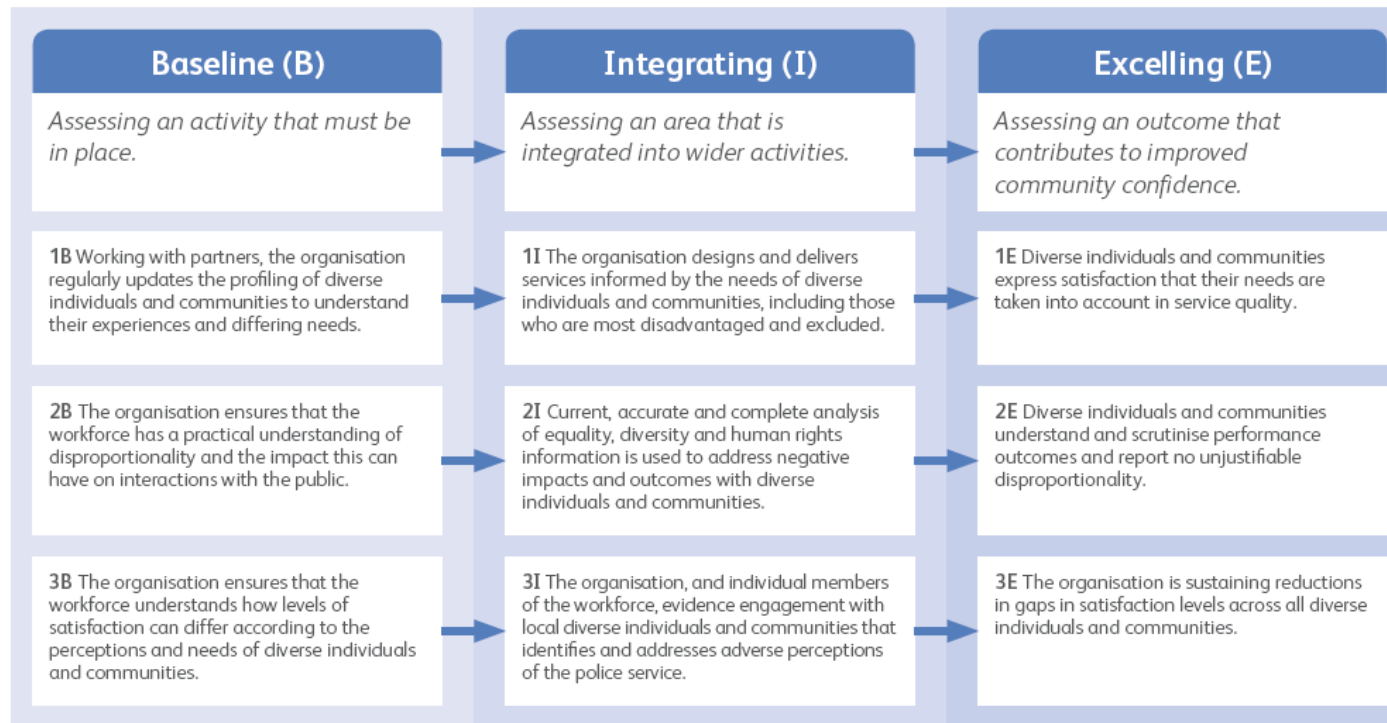 Baseline (B)
Integrating (I)
Excelling (E)
Assessing an activity that must be
in place.
Assessing an area that is
integrated into wider activities.
Assessing an outcome that
contributes to improved
community confidence.
1B Working with partners, the organisation
regularly updates the profiling of diverse
individuals and communities to understand
their experiences and differing needs.
1I The organisation designs and delivers
services informed by the needs of diverse
individuals and communities, including those
who are most disadvantaged and excluded.
1E Diverse individuals and communities
express satisfaction that their needs are
taken into account in service quality.
2B The organisation ensures that the
workforce has a practical understanding of
disproportionality and the impact this can
have on interactions with the public.
2I Current, accurate and complete analysis
of equality, diversity and human rights
information is used to address negative
impacts and outcomes with diverse
individuals and communities.
2E Diverse individuals and communities
understand and scrutinise performance
outcomes and report no unjustifiable
disproportionality.
3B The organisation ensures that the
workforce understands how levels of
satisfaction can differ according to the
perceptions and needs of diverse individuals
and communities.
3I The organisation, and individual members
of the workforce, evidence engagement with
local diverse individuals and communities that
identifies and addresses adverse perceptions
of the police service.
3E The organisation is sustaining reductions
in gaps in satisfaction levels across all diverse
individuals and communities.